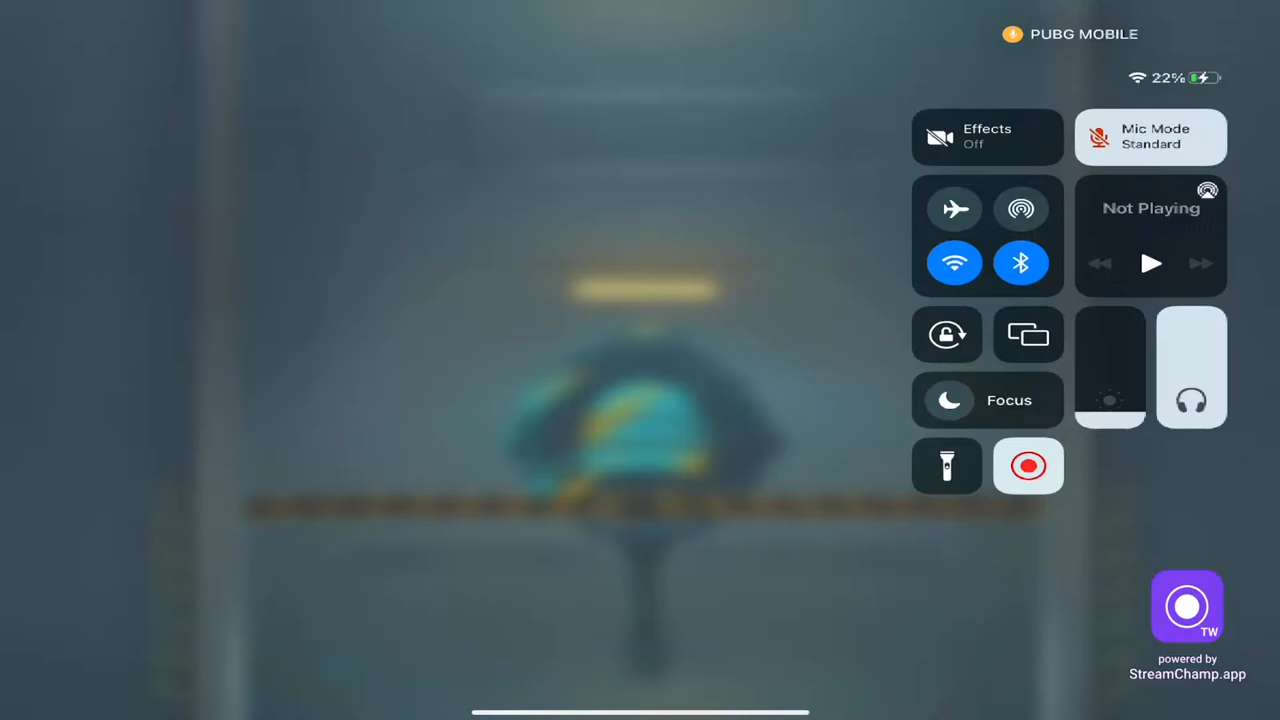 PUBG MOBILE
22%
Effects
Off
Mic Mode
Standard
Not Playing
Focus
TW
powered by
StreamChamp.app